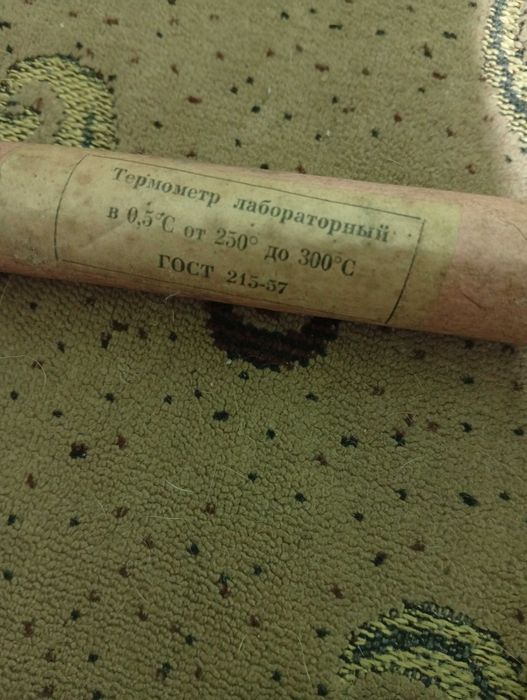 Термометр лабораторный
в 0,5°С от 250° до 300°С
ГОСТ 215-57